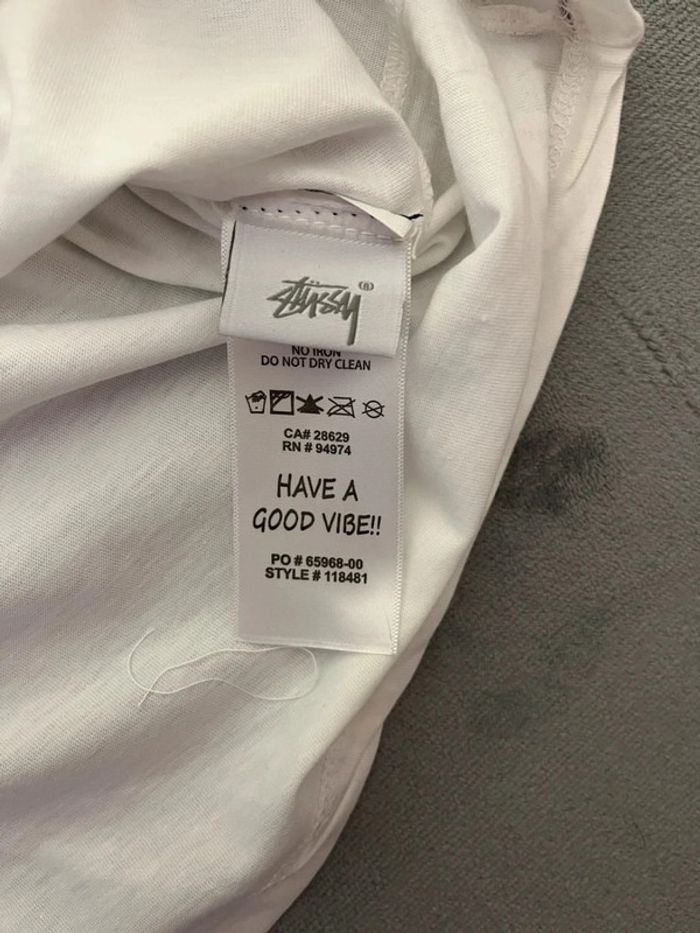 STÜSSY ®
NO IRON
DO NOT DRY CLEAN
CA# 28629
RN # 94974
HAVE A
GOOD VIBE!!
PO # 65968-00
STYLE # 118481